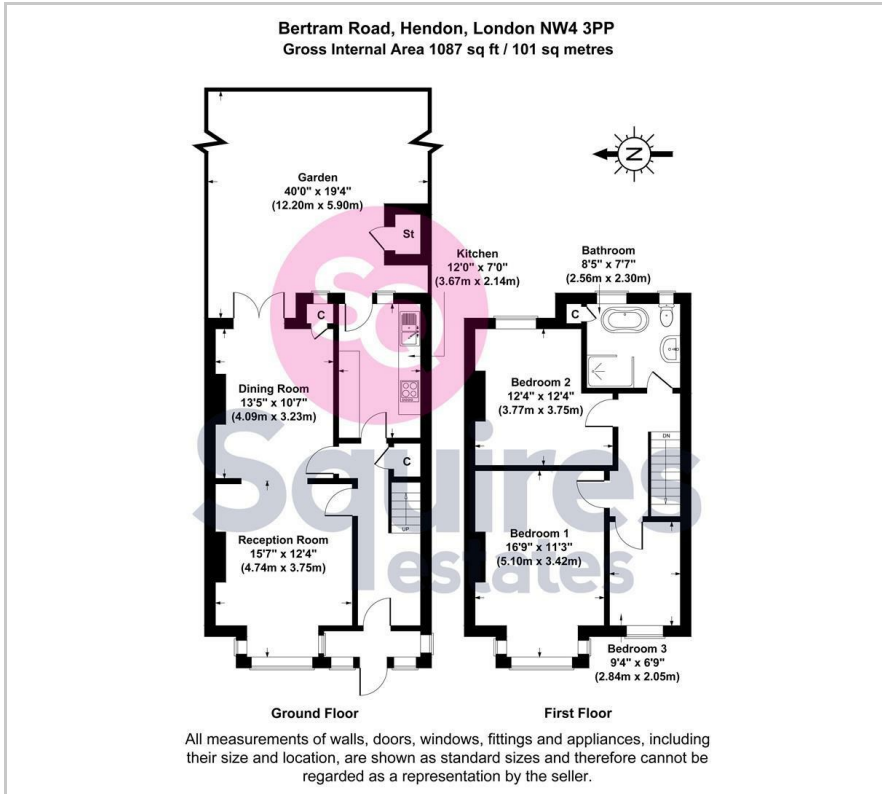 Bertram Road, Hendon, London NW4 3PP
Gross Internal Area 1087 sq ft / 101 sq metres
N
Garden
40'0" x 19'4"
(12.20m x 5.90m)
St
SQ
Squires
estates
Kitchen
12'0" x 7'0"
(3.67m x 2.14m)
C
Dining Room
13'5" x 10'7"
(4.09m x 3.23m)
C
UP
Reception Room
15'7" x 12'4"
(4.74m x 3.75m)
Ground Floor
Bathroom
8'5" x 7'7"
(2.56m x 2.30m)
C
Bedroom 2
12'4" x 12'4"
(3.77m x 3.75m)
DN
Bedroom 1
16'9" x 11'3"
(5.10m x 3.42m)
Bedroom 3
9'4" x 6'9"
(2.84m x 2.05m)
First Floor
All measurements of walls, doors, windows, fittings and appliances, including
their size and location, are shown as standard sizes and therefore cannot be
regarded as a representation by the seller.